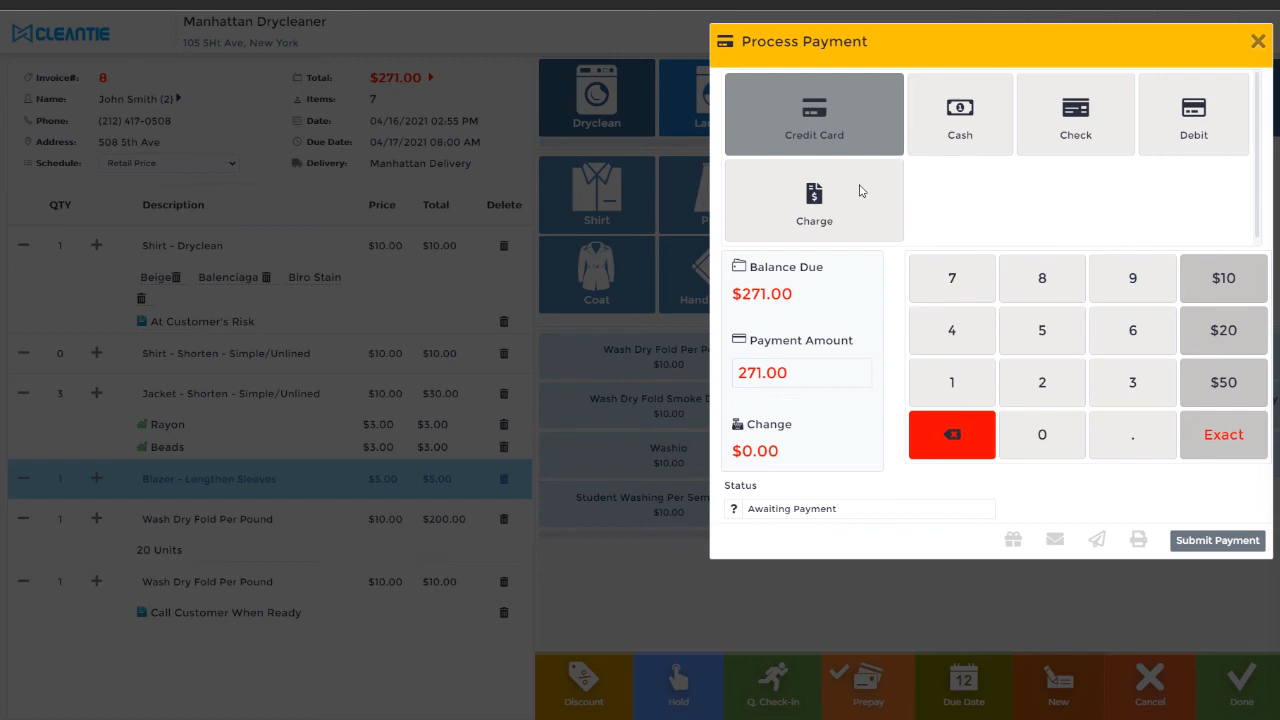 CLEANTIE
Manhattan Drycleaner
105 5Ht Ave, New York
Invoice#: 8
Name: John Smith (2)
Phone: (212) 417-0508
Address: 508 5th Ave
Schedule: Retail Price
Total: $271.00
Items: 7
Date: 04/16/2021 02:55 PM
Due Date: 04/17/2021 08:00 AM
Delivery: Manhattan Delivery
QTY Description Price Total Delete
1 Shirt - Dryclean $10.00 $10.00
Beige Balenciaga Biro Stain
At Customer's Risk
0 Shirt - Shorten - Simple/Unlined $10.00 $0.00
3 Jacket - Shorten - Simple/Unlined $10.00 $30.00
Rayon $3.00 $3.00
Beads $3.00 $3.00
1 Blazer - Lengthen Sleeves $5.00 $5.00
1 Wash Dry Fold Per Pound $10.00 $200.00
20 Units
1 Wash Dry Fold Per Pound $10.00 $10.00
Call Customer When Ready
Dryclean
Shirt
Coat
Wash Dry Fold Per P
$10.00
Wash Dry Fold Smoke
$10.00
Washio
$10.00
Student Washing Per Sem
$10.00
Process Payment
Credit Card
Cash
Check
Debit
Charge
Balance Due
$271.00
Payment Amount
271.00
Change
$0.00
7 8 9 $10
4 5 6 $20
1 2 3 $50
0 . Exact
Status
? Awaiting Payment
Submit Payment
Discount
Hold
Q. Check-In
Prepay
12
Due Date
New
Cancel
Done